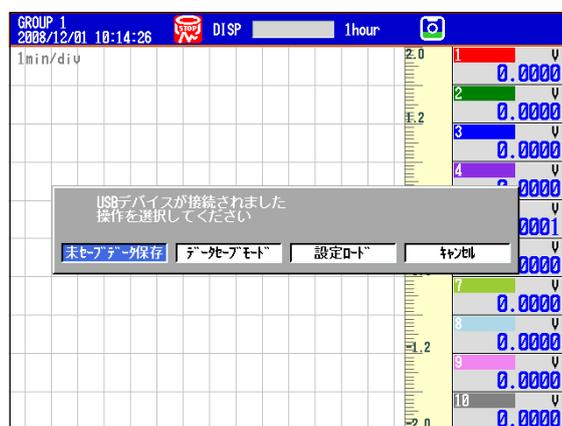 GROUP 1
2008/12/01 10:14:26
STOP
DISP
1hour
1min/div
2.0
1.2
-1.2
-2.0
1 V
0.0000
2 V
0.0000
3 V
0.0000
4 V
0.0000
V
0001
V
0000
7 V
0.0000
8 V
0.0000
9 V
0.0000
10 V
0.0000
USBデバイスが接続されました
操作を選択してください
未ｾｰﾌﾞﾃﾞｰﾀ保存
ﾃﾞｰﾀｾｰﾌﾞﾓｰﾄﾞ
設定ﾛｰﾄﾞ
ｷｬﾝｾﾙ